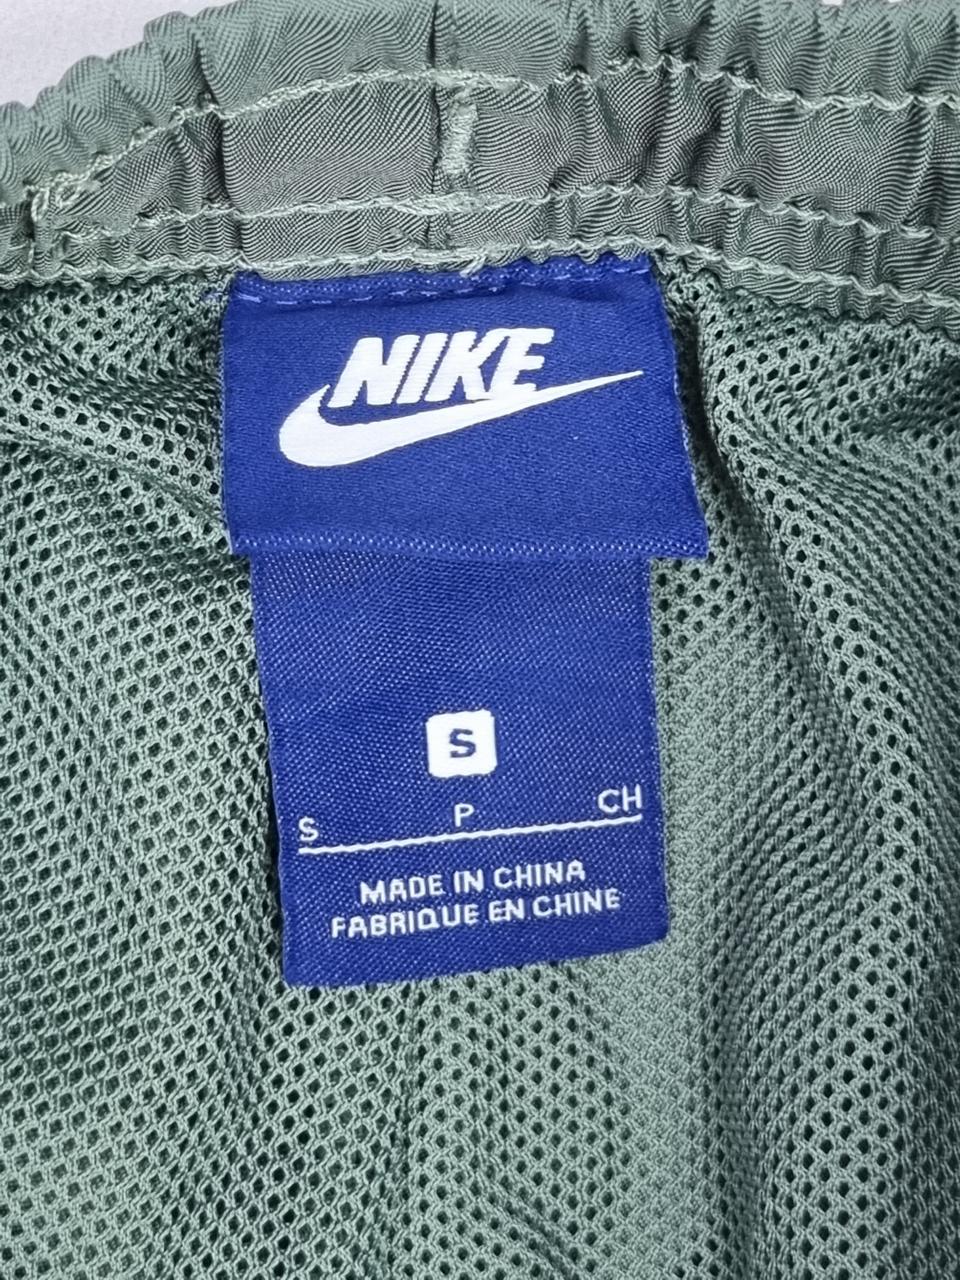 NIKE
S
S P CH
MADE IN CHINA
FABRIQUE EN CHINE